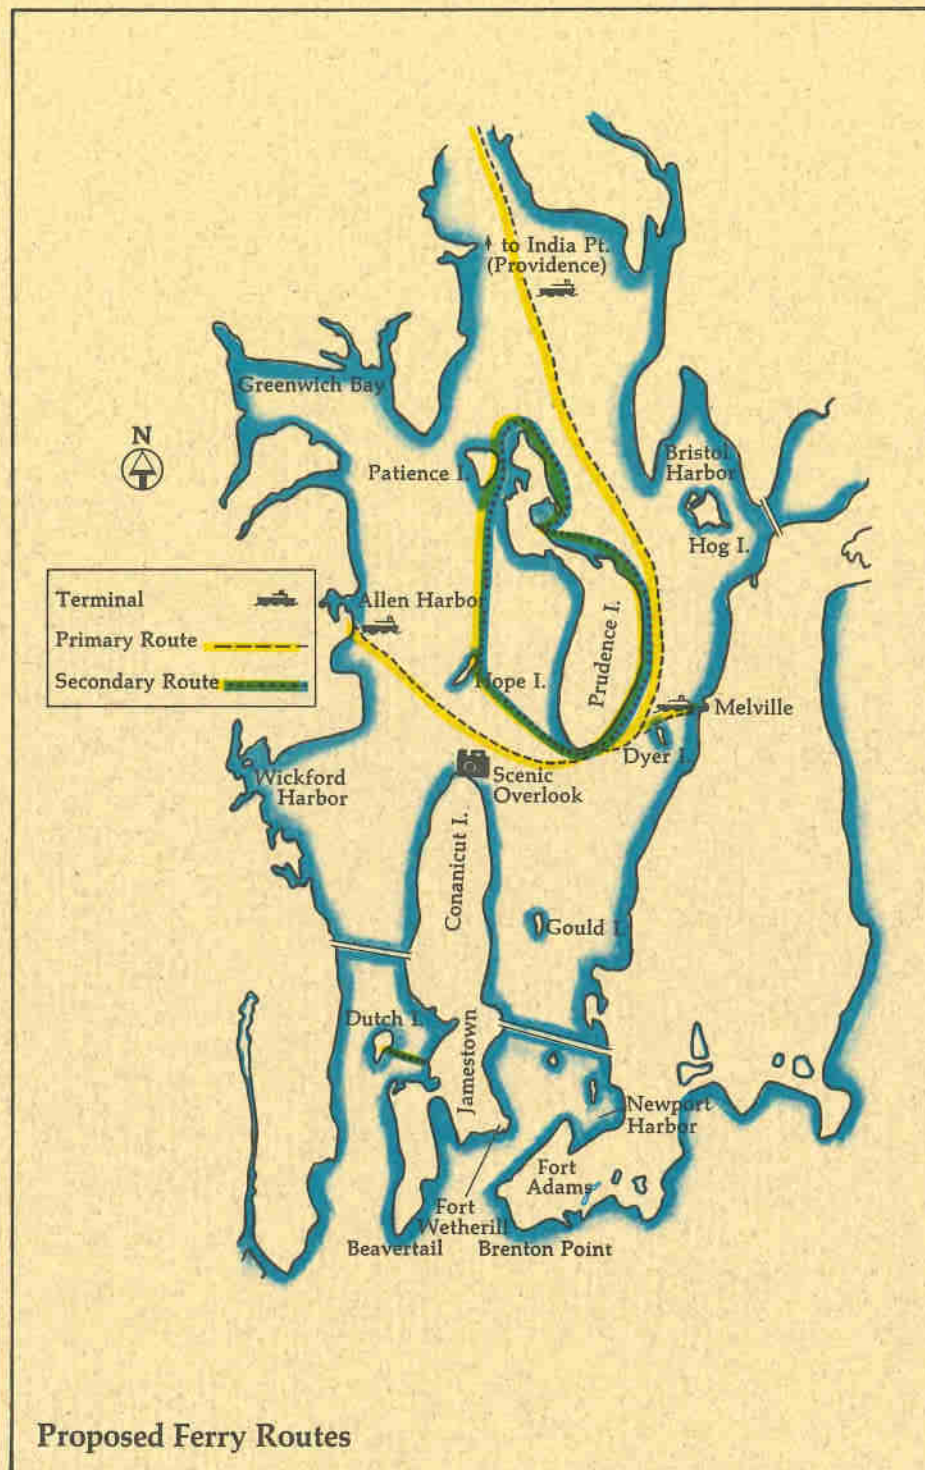 to India Pt.
(Providence)
Greenwich Bay
N
Patience I.
Bristol
Harbor
Hog I.
Terminal
Primary Route
Secondary Route
Allen Harbor
Prudence I.
Hope I.
Melville
Dyer I.
Wickford
Harbor
Scenic
Overlook
Conanicut I.
Gould I.
Dutch I.
Jamestown
Newport
Harbor
Fort
Adams
Fort
Wetherill
Beavertail
Brenton Point
Proposed Ferry Routes